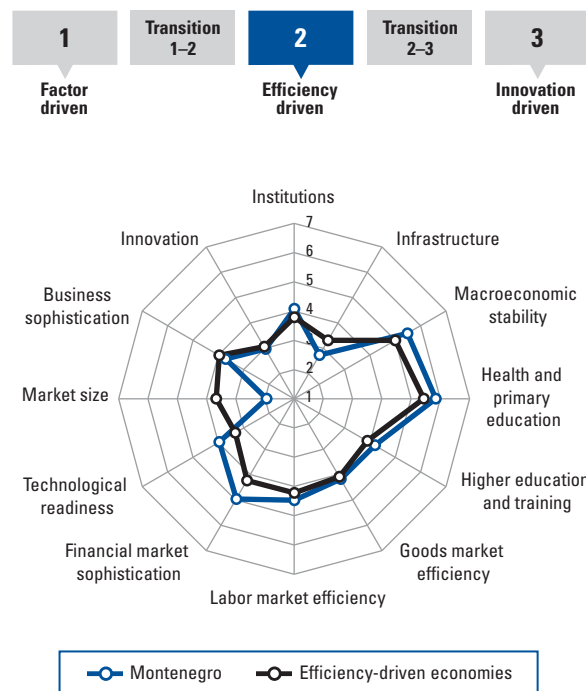 1
Transition
1–2
2
Transition
2–3
3
Factor
driven
Efficiency
driven
Innovation
driven
Institutions
7
Innovation
6
Infrastructure
5
Business
sophistication
4
Macroeconomic
stability
3
2
Market size
1
Health and
primary
education
Technological
readiness
Higher education
and training
Financial market
sophistication
Goods market
efficiency
Labor market efficiency
Montenegro
Efficiency-driven economies